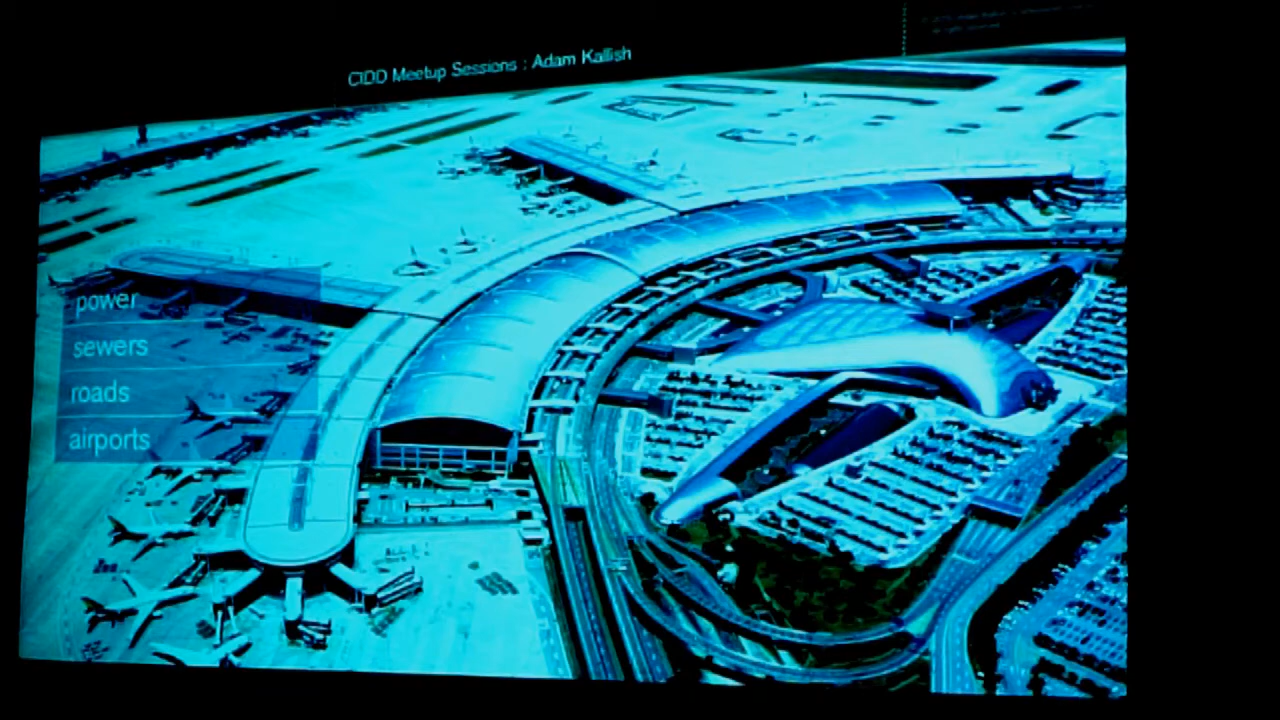 CIDD Meetup Sessions : Adam Kallish
power
sewers
roads
airports